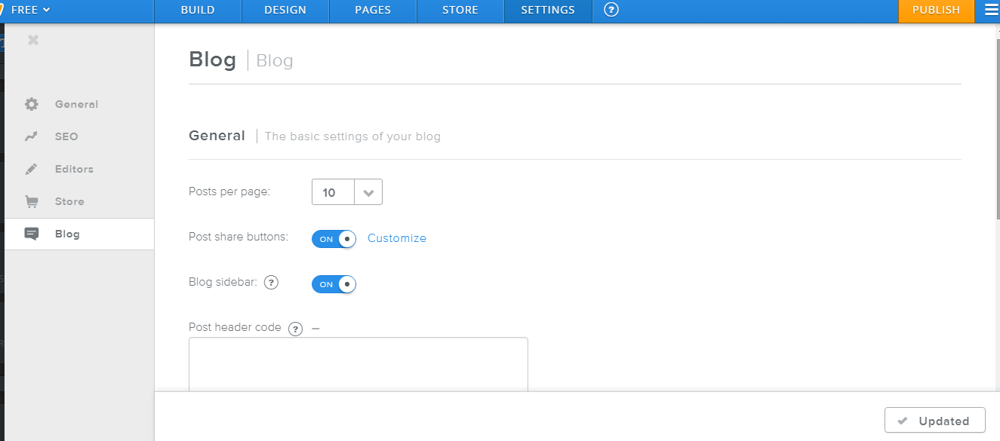 FREE BUILD DESIGN PAGES STORE SETTINGS ? PUBLISH
Blog Blog
General
SEO
Editors
Store
Blog
General The basic settings of your blog
Posts per page: 10
Post share buttons: ON Customize
Blog sidebar: ? ON
Post header code ? –
Updated